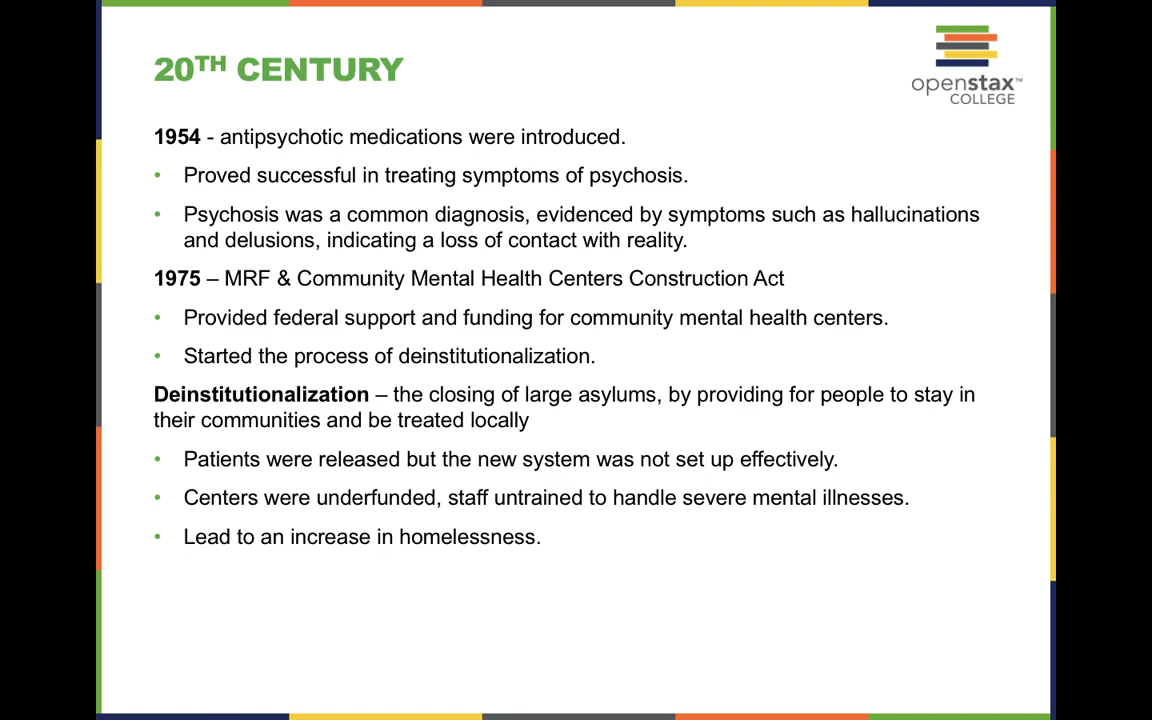 20TH CENTURY
openstax™
COLLEGE
1954 - antipsychotic medications were introduced.
• Proved successful in treating symptoms of psychosis.
• Psychosis was a common diagnosis, evidenced by symptoms such as hallucinations
and delusions, indicating a loss of contact with reality.
1975 – MRF & Community Mental Health Centers Construction Act
• Provided federal support and funding for community mental health centers.
• Started the process of deinstitutionalization.
Deinstitutionalization – the closing of large asylums, by providing for people to stay in
their communities and be treated locally
• Patients were released but the new system was not set up effectively.
• Centers were underfunded, staff untrained to handle severe mental illnesses.
• Lead to an increase in homelessness.